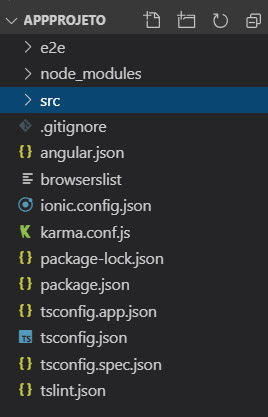 APPPROJETO
e2e
node_modules
src
.gitignore
angular.json
browserslist
ionic.config.json
karma.conf.js
package-lock.json
package.json
tsconfig.app.json
TS tsconfig.json
tsconfig.spec.json
tslint.json